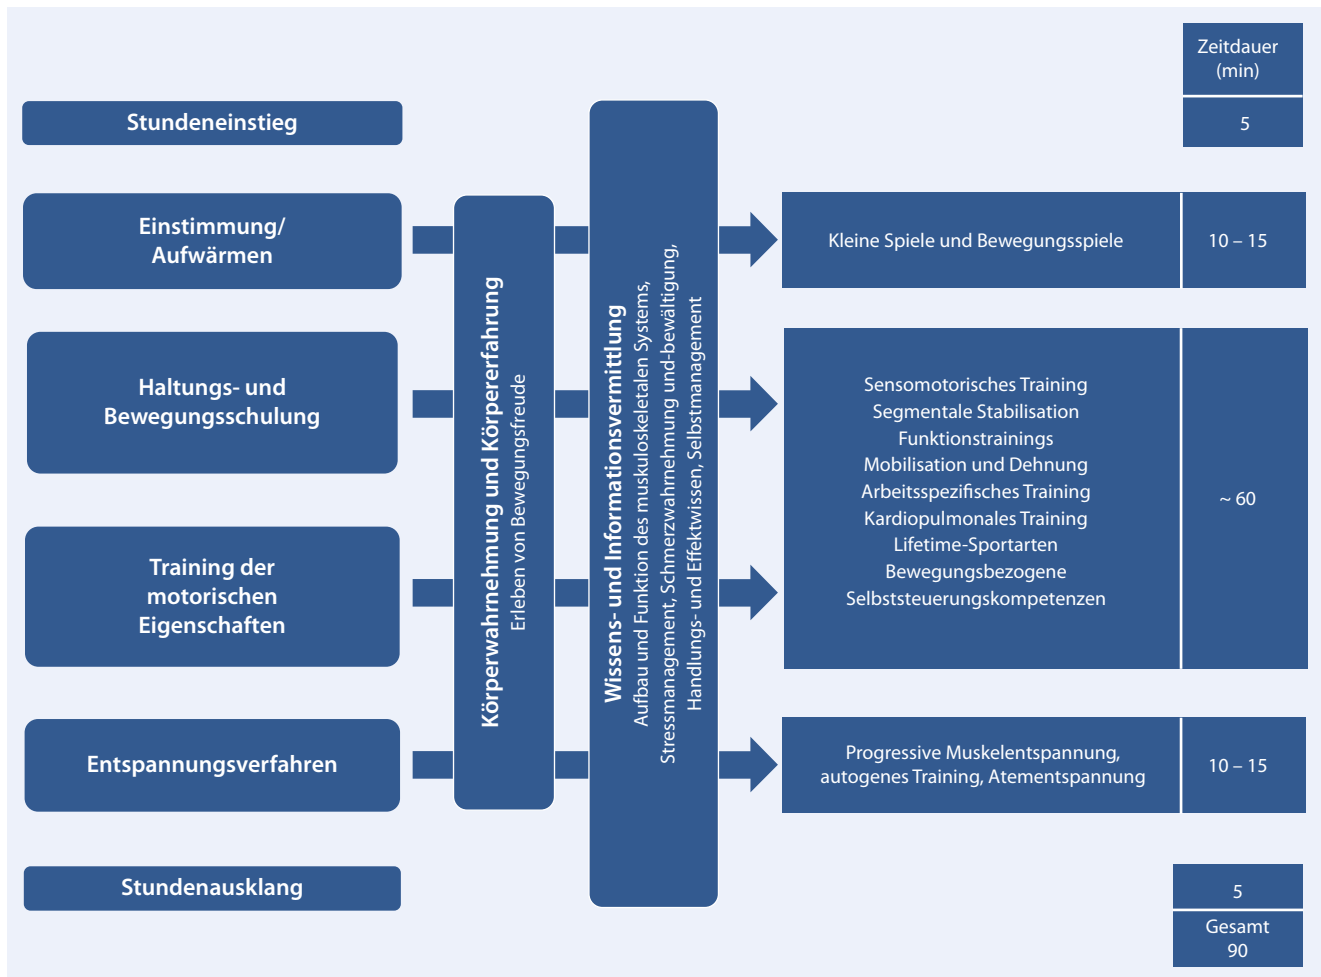 Zeitdauer
(min)
Stundeneinstieg
5
Einstimmung/
Aufwärmen
Kleine Spiele und Bewegungsspiele
10 – 15
Haltungs- und
Bewegungsschulung
Training der
motorischen
Eigenschaften
Körperwahrnehmung und Körpererfahrung
Erleben von Bewegungsfreude
Wissens- und Informationsvermittlung
Aufbau und Funktion des muskuloskeletalen Systems,
Stressmanagement, Schmerzwahrnehmung und-bewältigung,
Handlungs- und Effektwissen, Selbstmanagement
Sensomotorisches Training
Segmentale Stabilisation
Funktionstrainings
Mobilisation und Dehnung
Arbeitsspezifisches Training
Kardiopulmonales Training
Lifetime-Sportarten
Bewegungsbezogene
Selbststeuerungskompetenzen
~ 60
Entspannungsverfahren
Progressive Muskelentspannung,
autogenes Training, Atementspannung
10 – 15
Stundenausklang
5
Gesamt
90